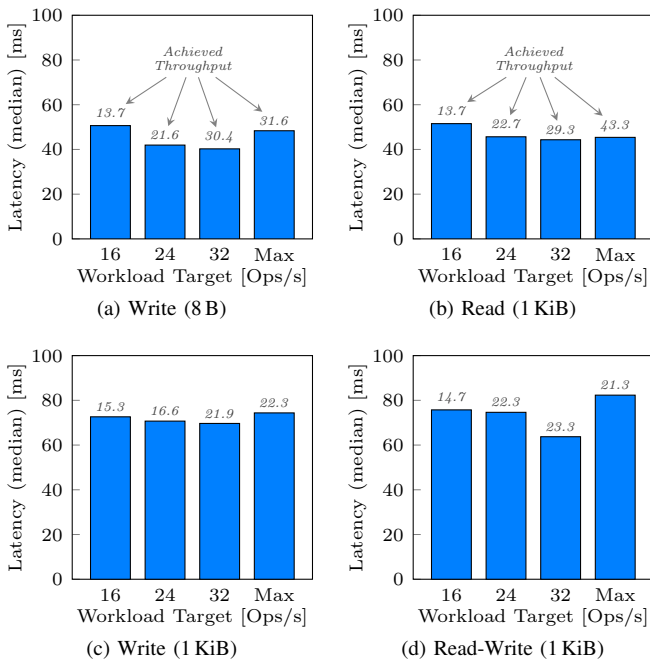 100
80
60
40
20
0
Latency (median) [ms]
Achieved
Throughput
13.7
21.6
30.4
31.6
16
24
32
Max
Workload Target [Ops/s]
(a) Write (8 B)
100
80
60
40
20
0
Latency (median) [ms]
Achieved
Throughput
13.7
22.7
29.3
43.3
16
24
32
Max
Workload Target [Ops/s]
(b) Read (1 KiB)
100
80
60
40
20
0
Latency (median) [ms]
15.3
16.6
21.9
22.3
16
24
32
Max
Workload Target [Ops/s]
(c) Write (1 KiB)
100
80
60
40
20
0
Latency (median) [ms]
14.7
22.3
23.3
21.3
16
24
32
Max
Workload Target [Ops/s]
(d) Read-Write (1 KiB)